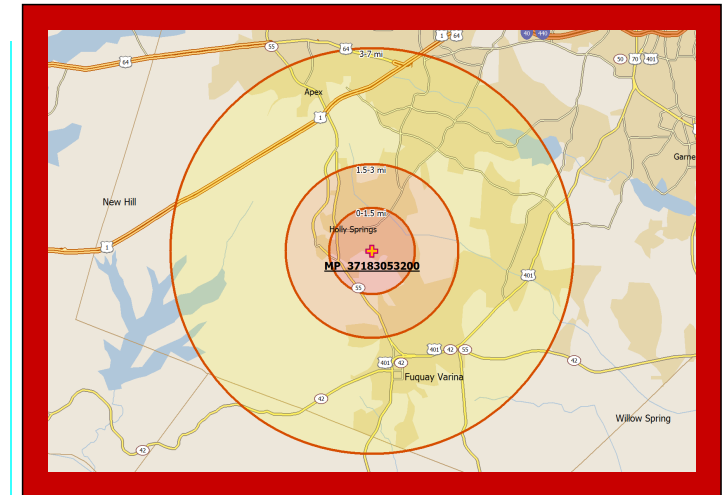 1
64
40
440
55
64
3-7 mi
64
50
70
401
Apex
1
Garne
1.5-3 mi
New Hill
0-1.5 mi
Holly Springs
1
MP_37183053200
401
55
401
42
55
401
42
42
Fuquay Varina
42
Willow Spring
42